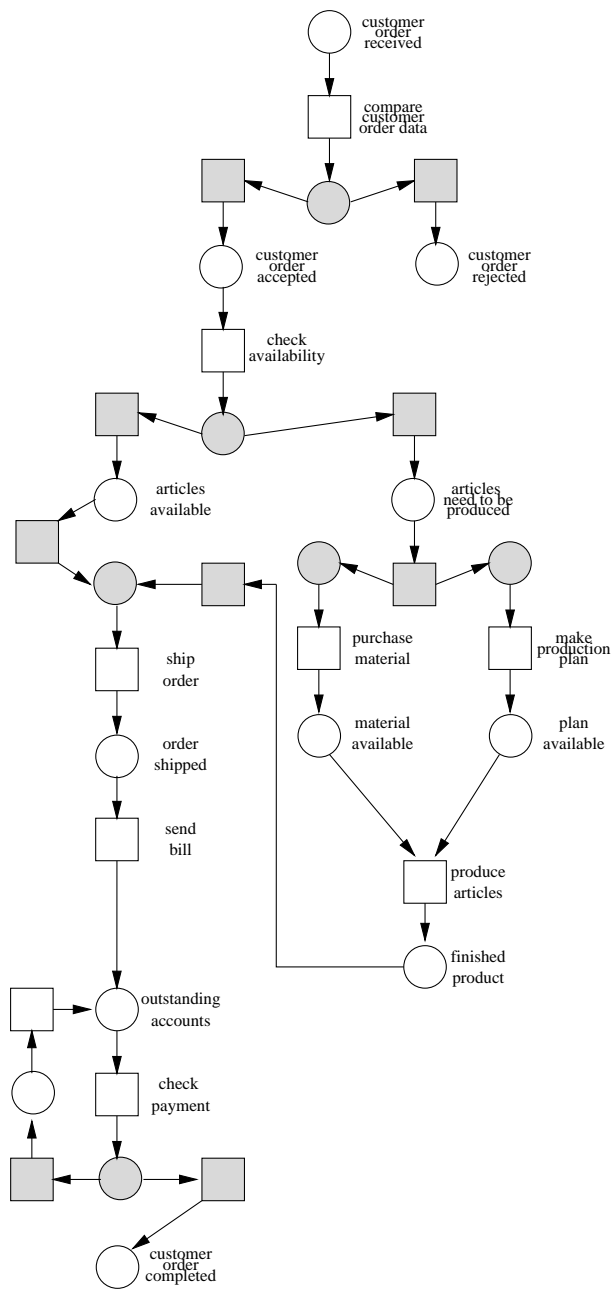 customer
order
received
compare
customer
order data
customer
order
accepted
customer
order
rejected
check
availability
articles
available
articles
need to be
produced
ship
order
purchase
material
make
production
plan
order
shipped
material
available
plan
available
send
bill
produce
articles
finished
product
outstanding
accounts
check
payment
customer
order
completed